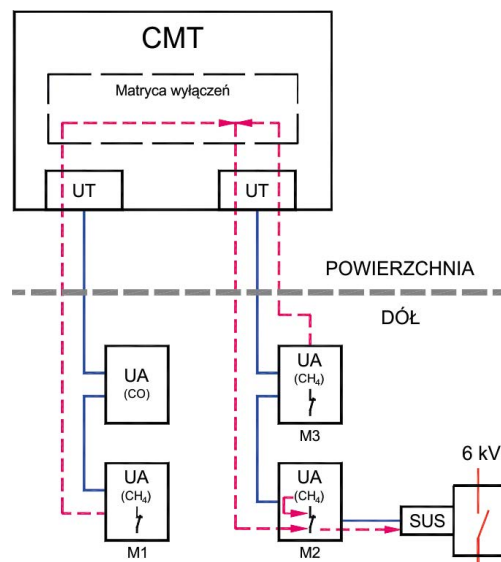 CMT
Matryca wyłączeń
UT
UT
POWIERZCHNIA
DÓŁ
UA
(CO)
UA
(CH₄)
M3
6 kV
UA
(CH₄)
M1
UA
(CH₄)
M2
SUS